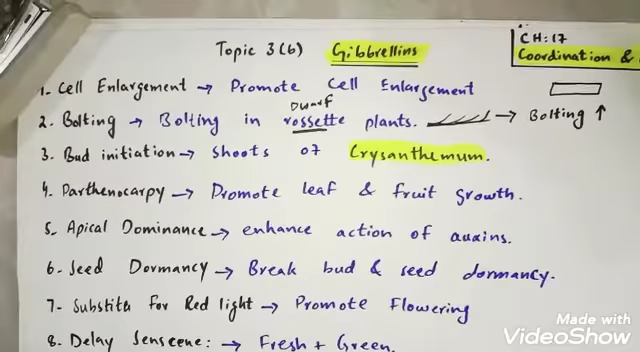 CH:17
Topic 3(b) Gibbrellins
Coordination &
1- Cell Enlargement → Promote Cell Enlargement
Dwarf
2. Bolting → Bolting in rossette plants. → Bolting ↑
3. Bud initiation → Shoots of Crysanthemum.
4. Parthenocarpy → Promote leaf & fruit growth.
5- Apical Dominance → enhance action of auxins.
6- Seed Dormancy → Break bud & seed dormancy.
7- Substitu for Red light → Promote Flowering
8. Delay Senscene: → Fresh + Green.
Made with
VideoShow